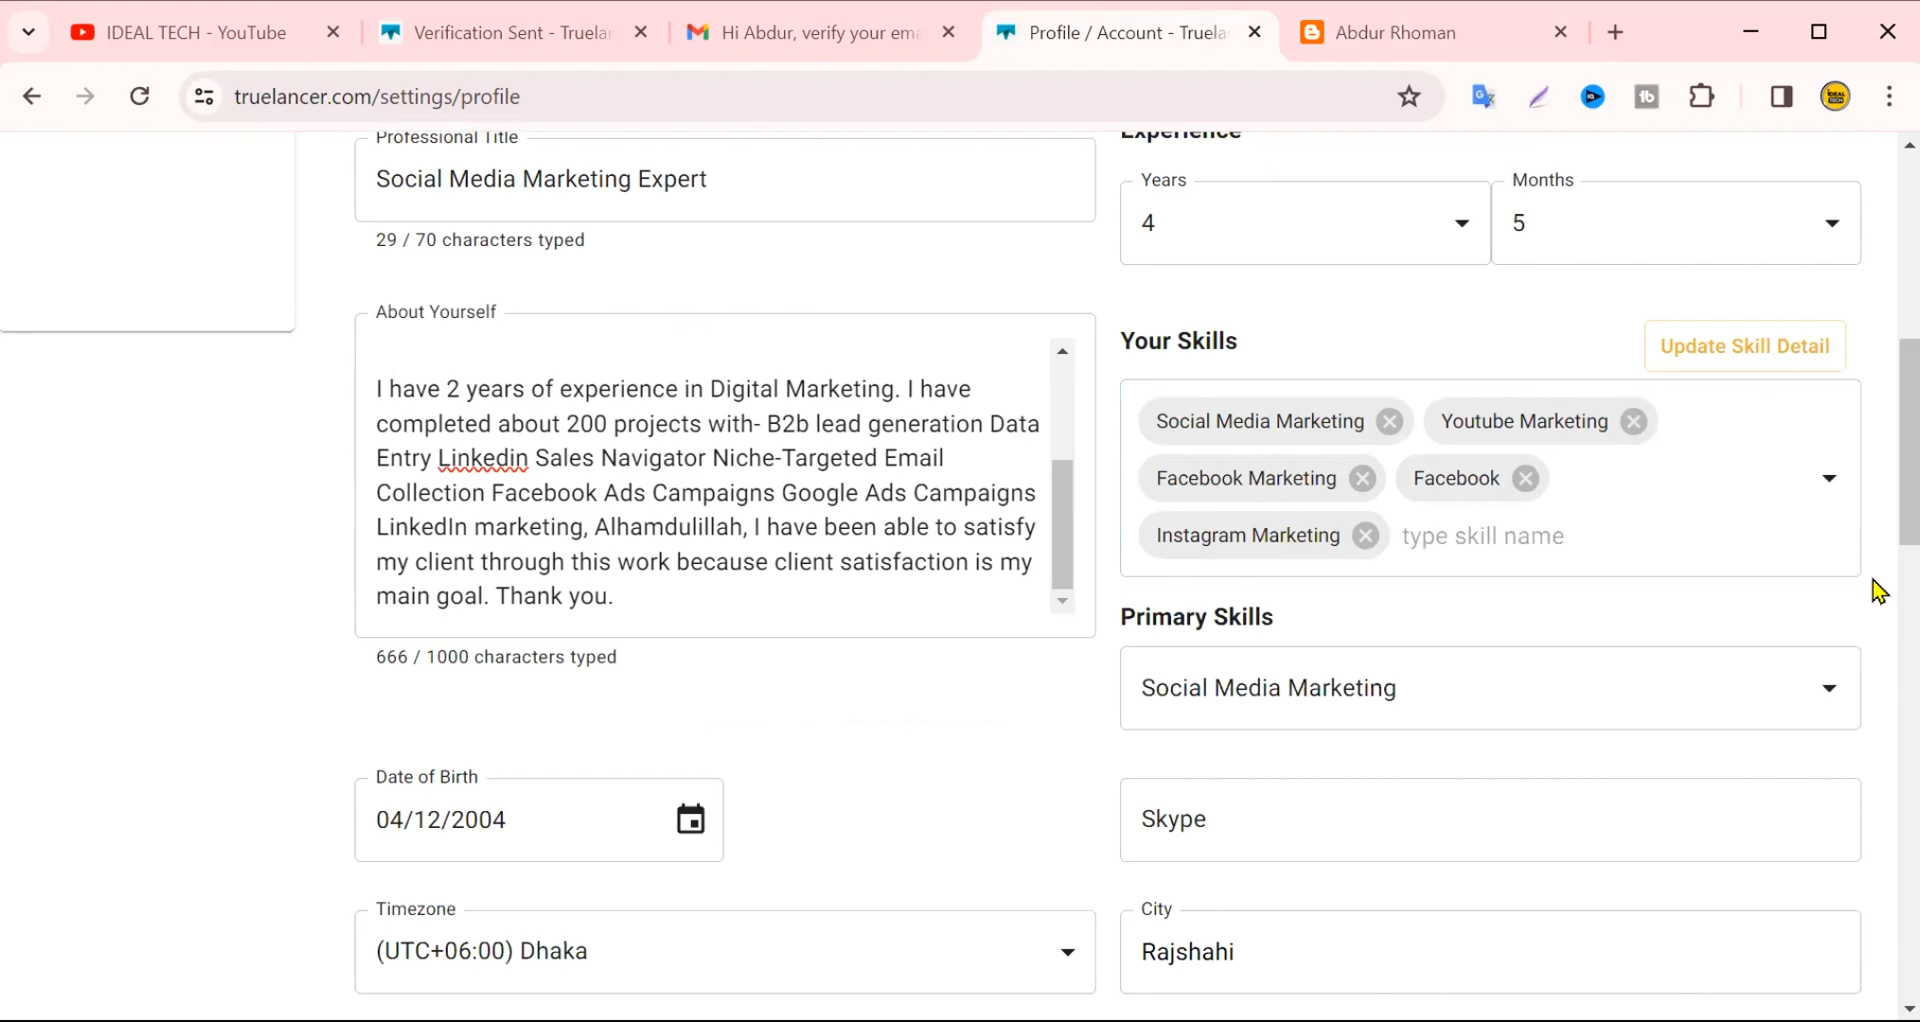 IDEAL TECH - YouTube
Verification Sent - Truela
Hi Abdur, verify your ema
Profile / Account - Truela
Abdur Rhoman
truelancer.com/settings/profile
Professional Title
Social Media Marketing Expert
29 / 70 characters typed
Experience
Years
4
Months
5
About Yourself
I have 2 years of experience in Digital Marketing. I have
completed about 200 projects with- B2b lead generation Data
Entry Linkedin Sales Navigator Niche-Targeted Email
Collection Facebook Ads Campaigns Google Ads Campaigns
LinkedIn marketing, Alhamdulillah, I have been able to satisfy
my client through this work because client satisfaction is my
main goal. Thank you.
666 / 1000 characters typed
Your Skills
Update Skill Detail
Social Media Marketing
Youtube Marketing
Facebook Marketing
Facebook
Instagram Marketing
type skill name
Primary Skills
Social Media Marketing
Date of Birth
04/12/2004
Skype
Timezone
(UTC+06:00) Dhaka
City
Rajshahi